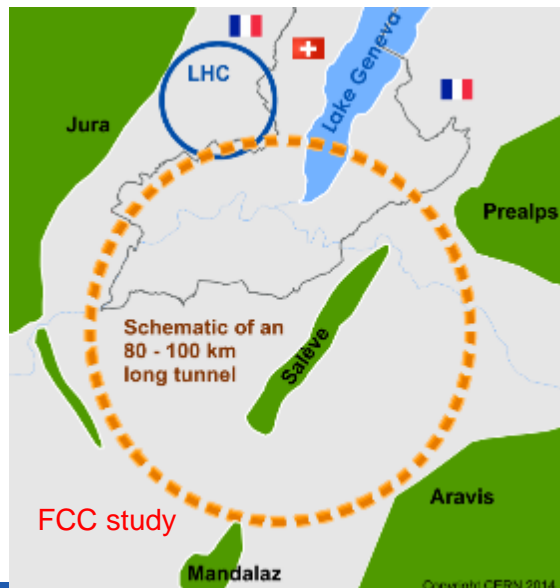 LHC
Lake Geneva
Jura
Prealps
Schematic of an
80 - 100 km
long tunnel
Salève
Aravis
FCC study
Mandalaz
Copyright CERN 2014